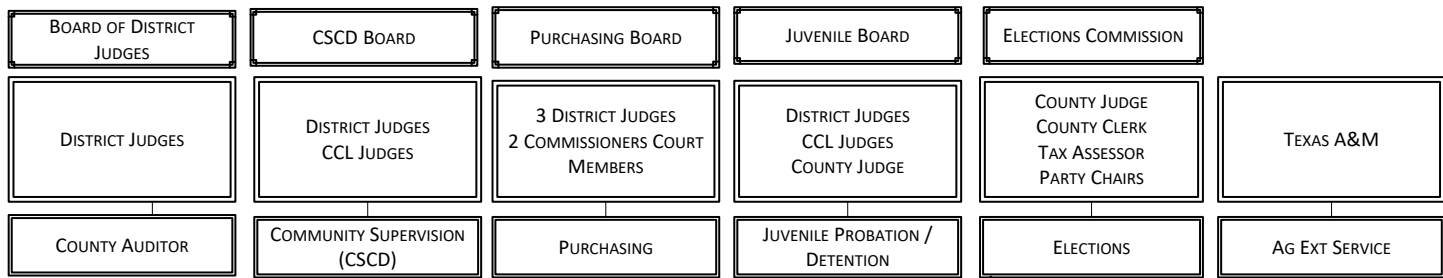 BOARD OF DISTRICT
JUDGES
CSCD BOARD
PURCHASING BOARD
JUVENILE BOARD
ELECTIONS COMMISSION
DISTRICT JUDGES
DISTRICT JUDGES
CCL JUDGES
3 DISTRICT JUDGES
2 COMMISSIONERS COURT
MEMBERS
DISTRICT JUDGES
CCL JUDGES
COUNTY JUDGE
COUNTY JUDGE
COUNTY CLERK
TAX ASSESSOR
PARTY CHAIRS
TEXAS A&M
COUNTY AUDITOR
COMMUNITY SUPERVISION
(CSCD)
PURCHASING
JUVENILE PROBATION /
DETENTION
ELECTIONS
AG EXT SERVICE